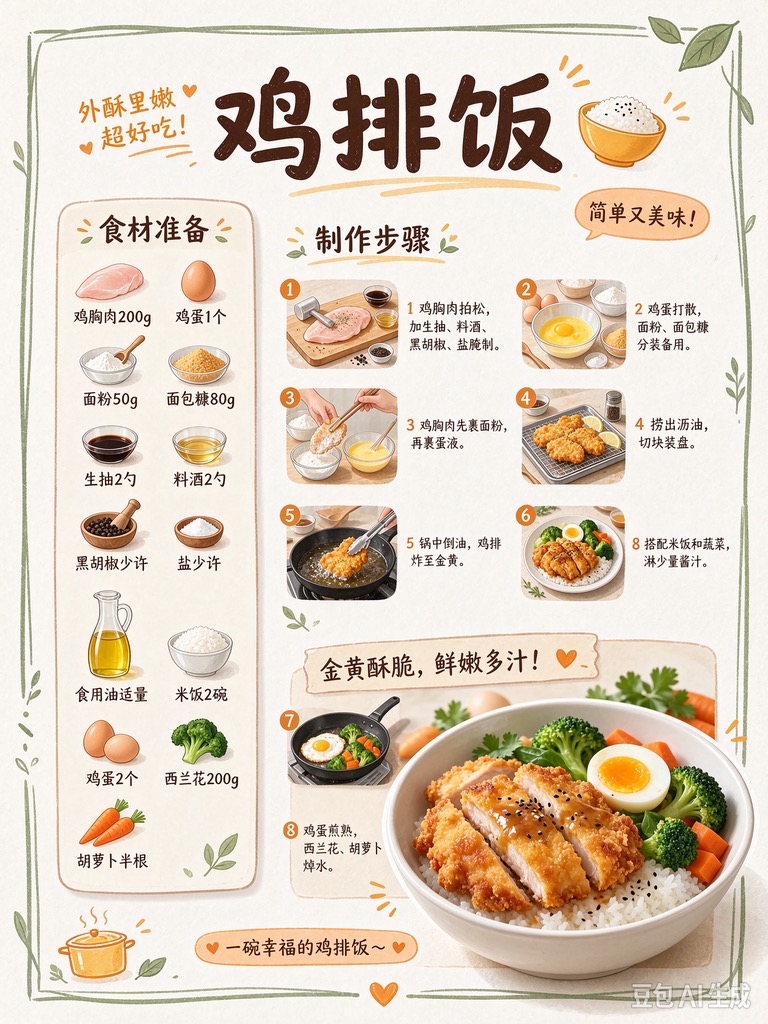 外酥里嫩
超好吃!
鸡排饭
简单又美味!
食材准备
鸡胸肉200g
鸡蛋1个
面粉50g
面包糠80g
生抽2勺
料酒2勺
黑胡椒少许
盐少许
食用油适量
米饭2碗
鸡蛋2个
西兰花200g
胡萝卜半根
制作步骤
1
1 鸡胸肉拍松,
加生抽、料酒、
黑胡椒、盐腌制。
2
2 鸡蛋打散,
面粉、面包糠
分装备用。
3
3 鸡胸肉先裹面粉,
再裹蛋液。
4
4 捞出沥油,
切块装盘。
5
5 锅中倒油,鸡排
炸至金黄。
6
8 搭配米饭和蔬菜,
淋少量酱汁。
金黄酥脆,鲜嫩多汁!
7
8 鸡蛋煎熟,
西兰花、胡萝卜
焯水。
一碗幸福的鸡排饭~
豆包AI生成